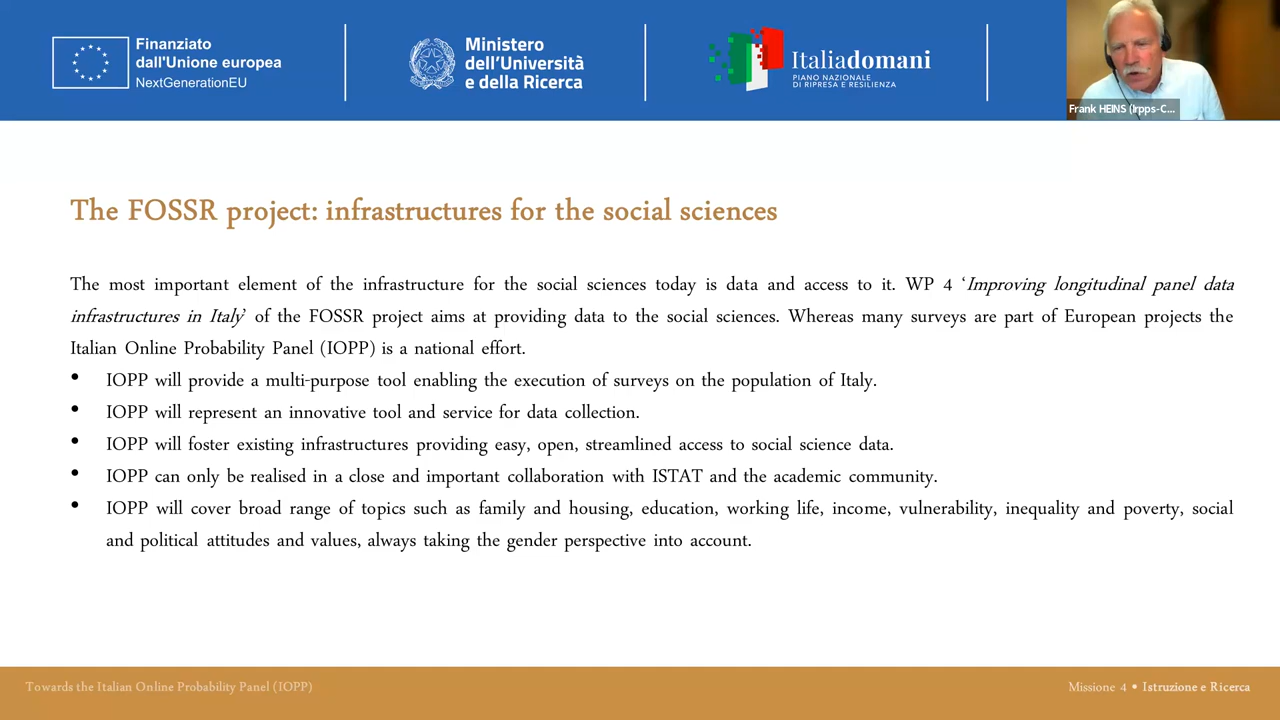 Finanziato
dall'Unione europea
NextGenerationEU
Ministero
dell'Università
e della Ricerca
Italiadomani
PIANO NAZIONALE
DI RIPRESA E RESILIENZA
Frank HEINS (Irpps-C...
The FOSSR project: infrastructures for the social sciences
The most important element of the infrastructure for the social sciences today is data and access to it. WP 4 ‘Improving longitudinal panel data
infrastructures in Italy’ of the FOSSR project aims at providing data to the social sciences. Whereas many surveys are part of European projects the
Italian Online Probability Panel (IOPP) is a national effort.
• IOPP will provide a multi-purpose tool enabling the execution of surveys on the population of Italy.
• IOPP will represent an innovative tool and service for data collection.
• IOPP will foster existing infrastructures providing easy, open, streamlined access to social science data.
• IOPP can only be realised in a close and important collaboration with ISTAT and the academic community.
• IOPP will cover broad range of topics such as family and housing, education, working life, income, vulnerability, inequality and poverty, social
and political attitudes and values, always taking the gender perspective into account.
Towards the Italian Online Probability Panel (IOPP)
Missione 4 • Istruzione e Ricerca